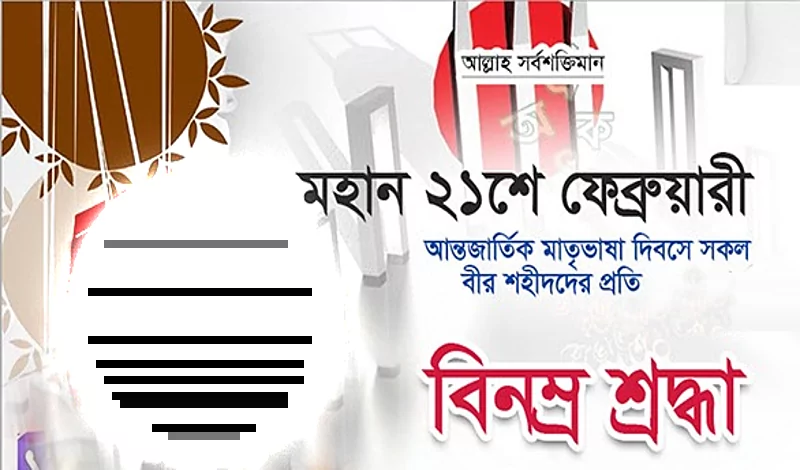 আল্লাহ সর্বশক্তিমান
মহান ২১শে ফেব্রুয়ারী
আন্তজার্তিক মাতৃভাষা দিবসে সকল
বীর শহীদদের প্রতি
বিনম্র শ্রদ্ধা